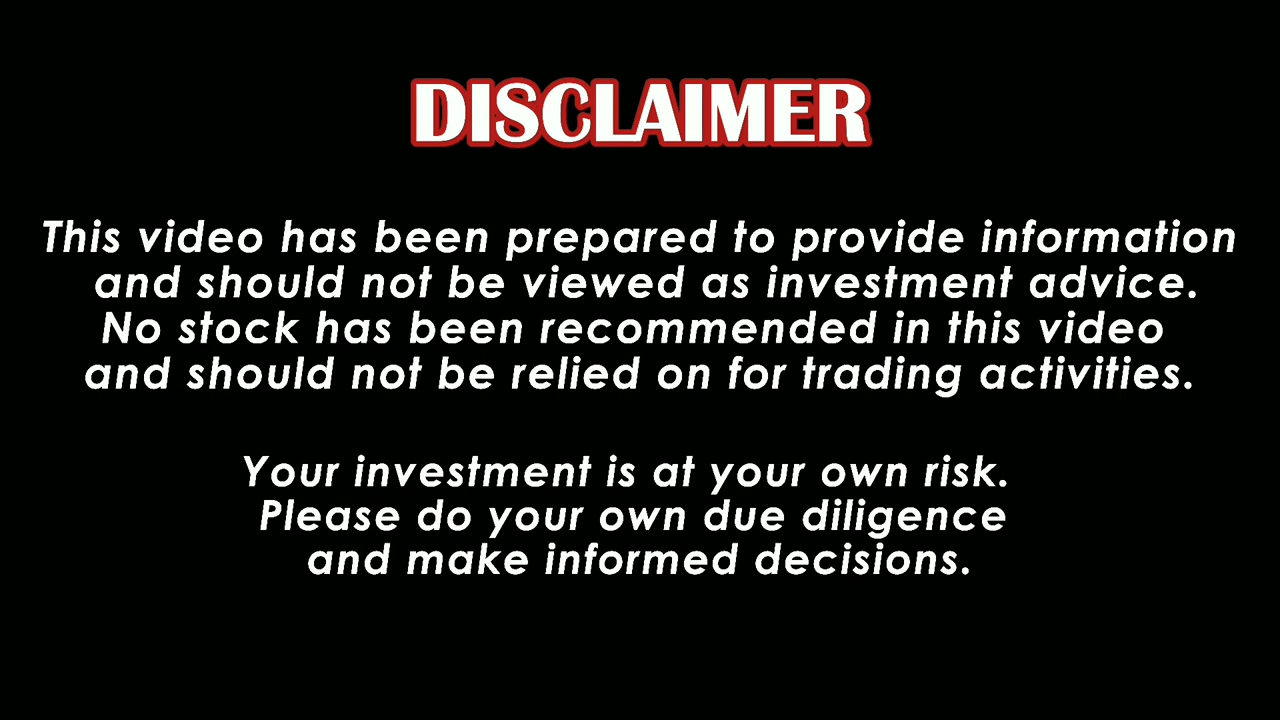 DISCLAIMER
This video has been prepared to provide information
and should not be viewed as investment advice.
No stock has been recommended in this video
and should not be relied on for trading activities.
Your investment is at your own risk.
Please do your own due diligence
and make informed decisions.